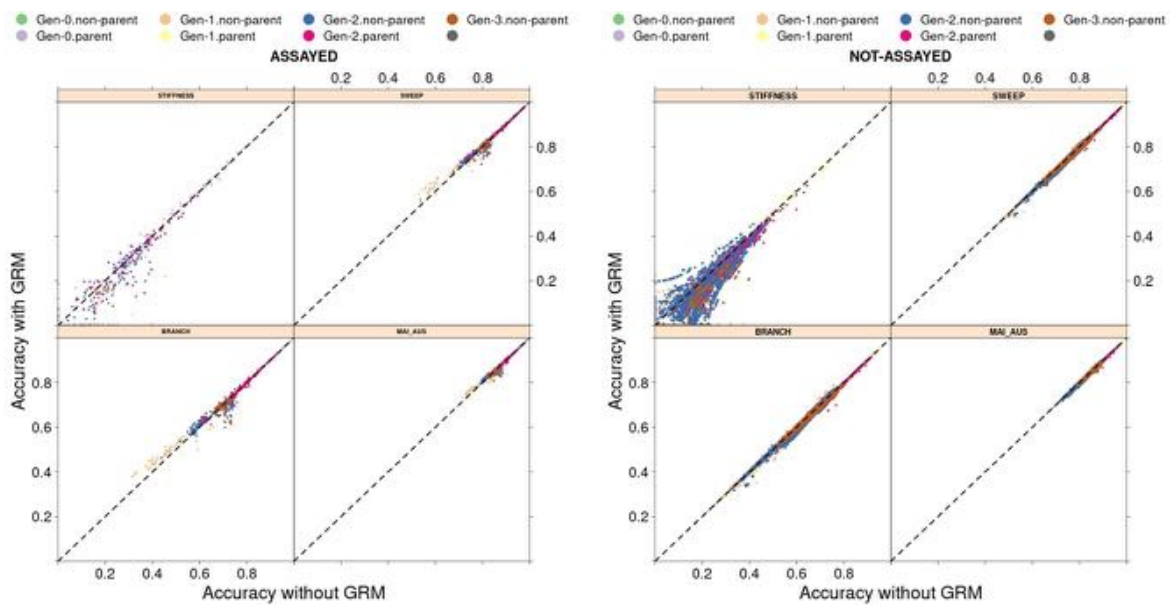 Gen-0.non-parent Gen-1.non-parent Gen-2.non-parent Gen-3.non-parent
Gen-0.parent Gen-1.parent Gen-2.parent
ASSAYED
0.2 0.4 0.6 0.8
STIFFNESS SWEEP
0.8
0.6
0.4
0.2
BRANCH MAI_AUS
0.8
0.6
0.4
0.2
0.2 0.4 0.6 0.8
Accuracy with GRM
Accuracy without GRM
Gen-0.non-parent Gen-1.non-parent Gen-2.non-parent Gen-3.non-parent
Gen-0.parent Gen-1.parent Gen-2.parent
NOT-ASSAYED
0.2 0.4 0.6 0.8
STIFFNESS SWEEP
0.8
0.6
0.4
0.2
BRANCH MAI_AUS
0.8
0.6
0.4
0.2
0.2 0.4 0.6 0.8
Accuracy with GRM
Accuracy without GRM